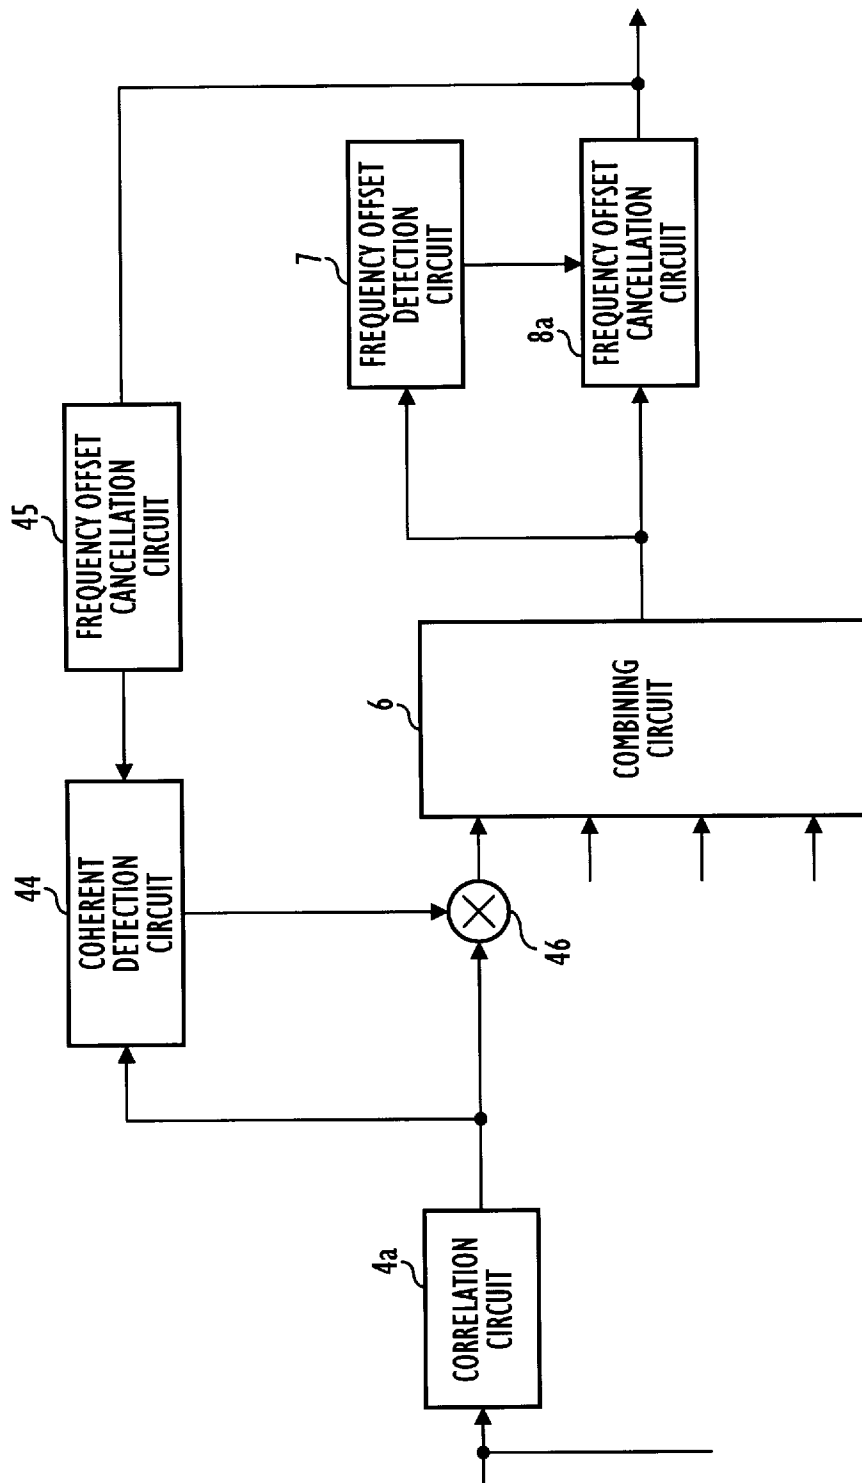 45
FREQUENCY OFFSET
CANCELLATION
CIRCUIT
44
COHERENT
DETECTION
CIRCUIT
7
FREQUENCY OFFSET
DETECTION
CIRCUIT
8a
FREQUENCY OFFSET
CANCELLATION
CIRCUIT
6
COMBINING
CIRCUIT
46
4a
CORRELATION
CIRCUIT